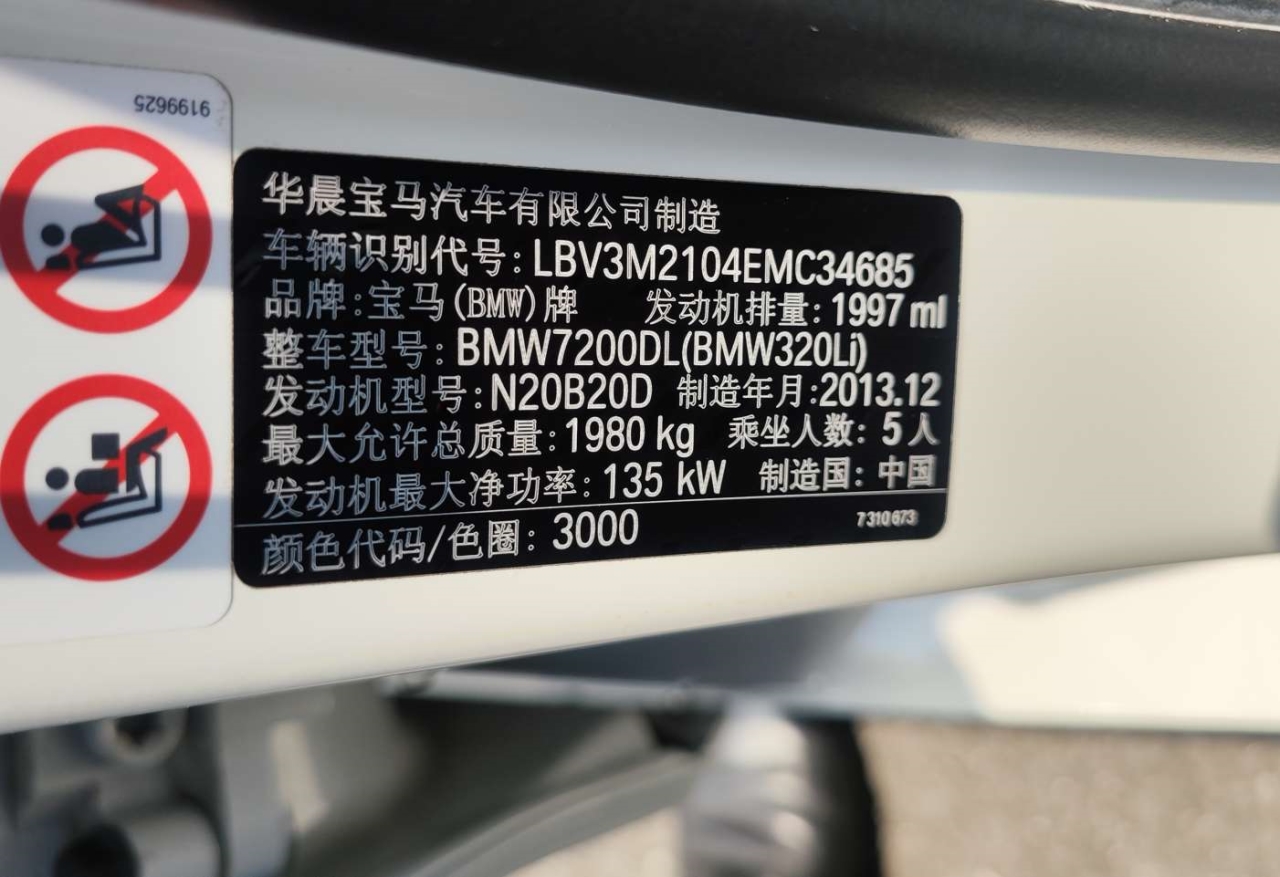 9199625
华晨宝马汽车有限公司制造
车辆识别代号: LBV3M2104EMC34685
品牌: 宝马(BMW)牌 发动机排量: 1997 ml
整车型号: BMW7200DL(BMW320Li)
发动机型号: N20B20D 制造年月: 2013.12
最大允许总质量: 1980 kg 乘坐人数: 5人
发动机最大净功率: 135 kW 制造国: 中国
颜色代码/色圈: 3000 7310673